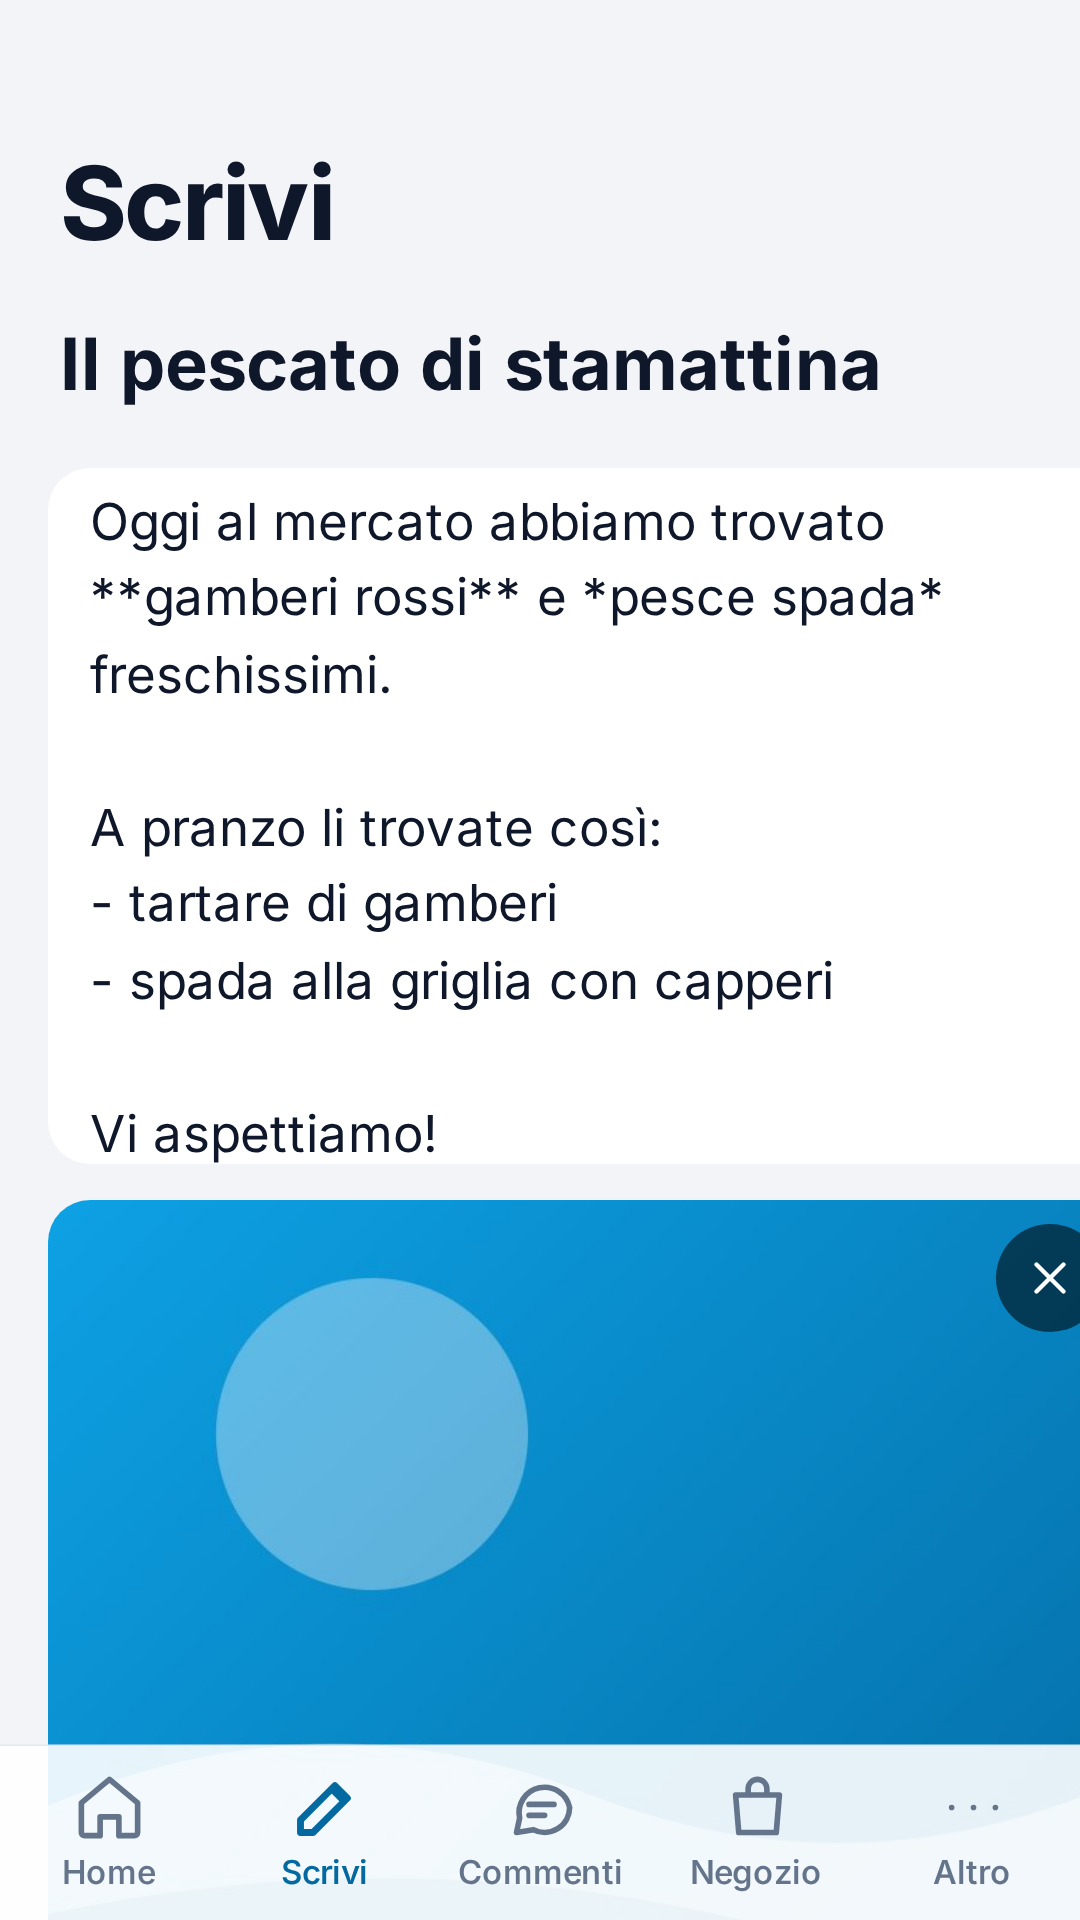 Scrivi
Il pescato di stamattina
Oggi al mercato abbiamo trovato
**gamberi rossi** e *pesce spada*
freschissimi.
A pranzo li trovate così:
- tartare di gamberi
- spada alla griglia con capperi
Vi aspettiamo!
Home
Scrivi
Commenti
Negozio
Altro